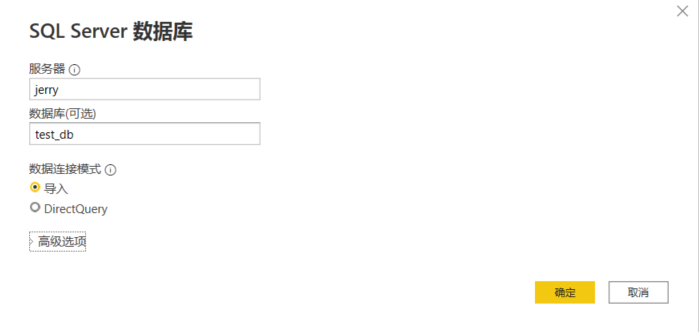 SQL Server 数据库
服务器
jerry
数据库(可选)
test_db
数据连接模式
导入
DirectQuery
高级选项
确定 取消